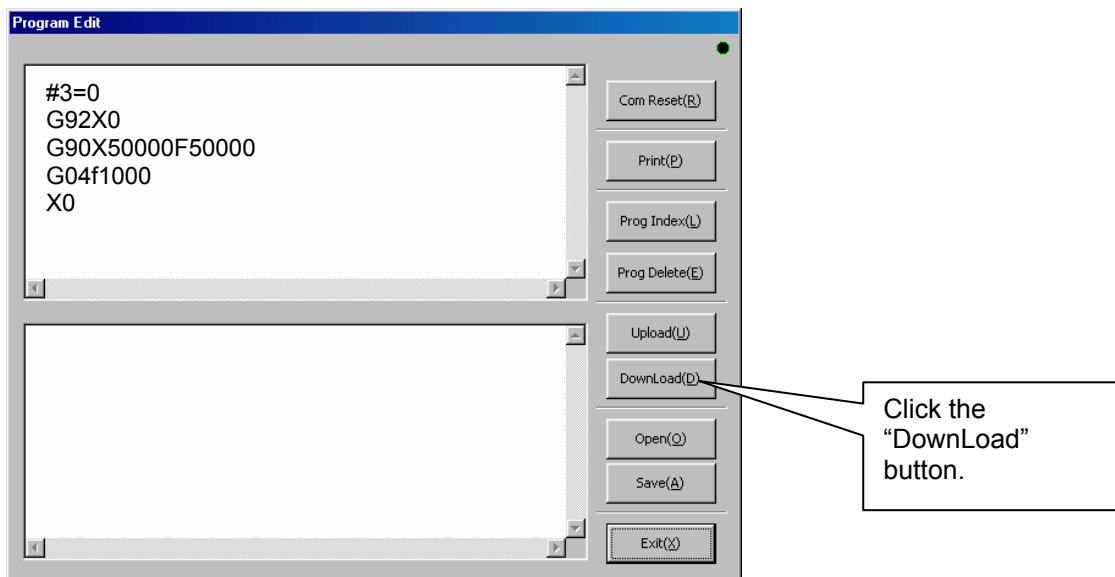 Program Edit
#3=0
G92X0
G90X50000F50000
G04f1000
X0
Com Reset(R)
Print(P)
Prog Index(L)
Prog Delete(E)
Upload(U)
DownLoad(D)
Open(O)
Save(A)
Exit(X)
Click the
“DownLoad”
button.